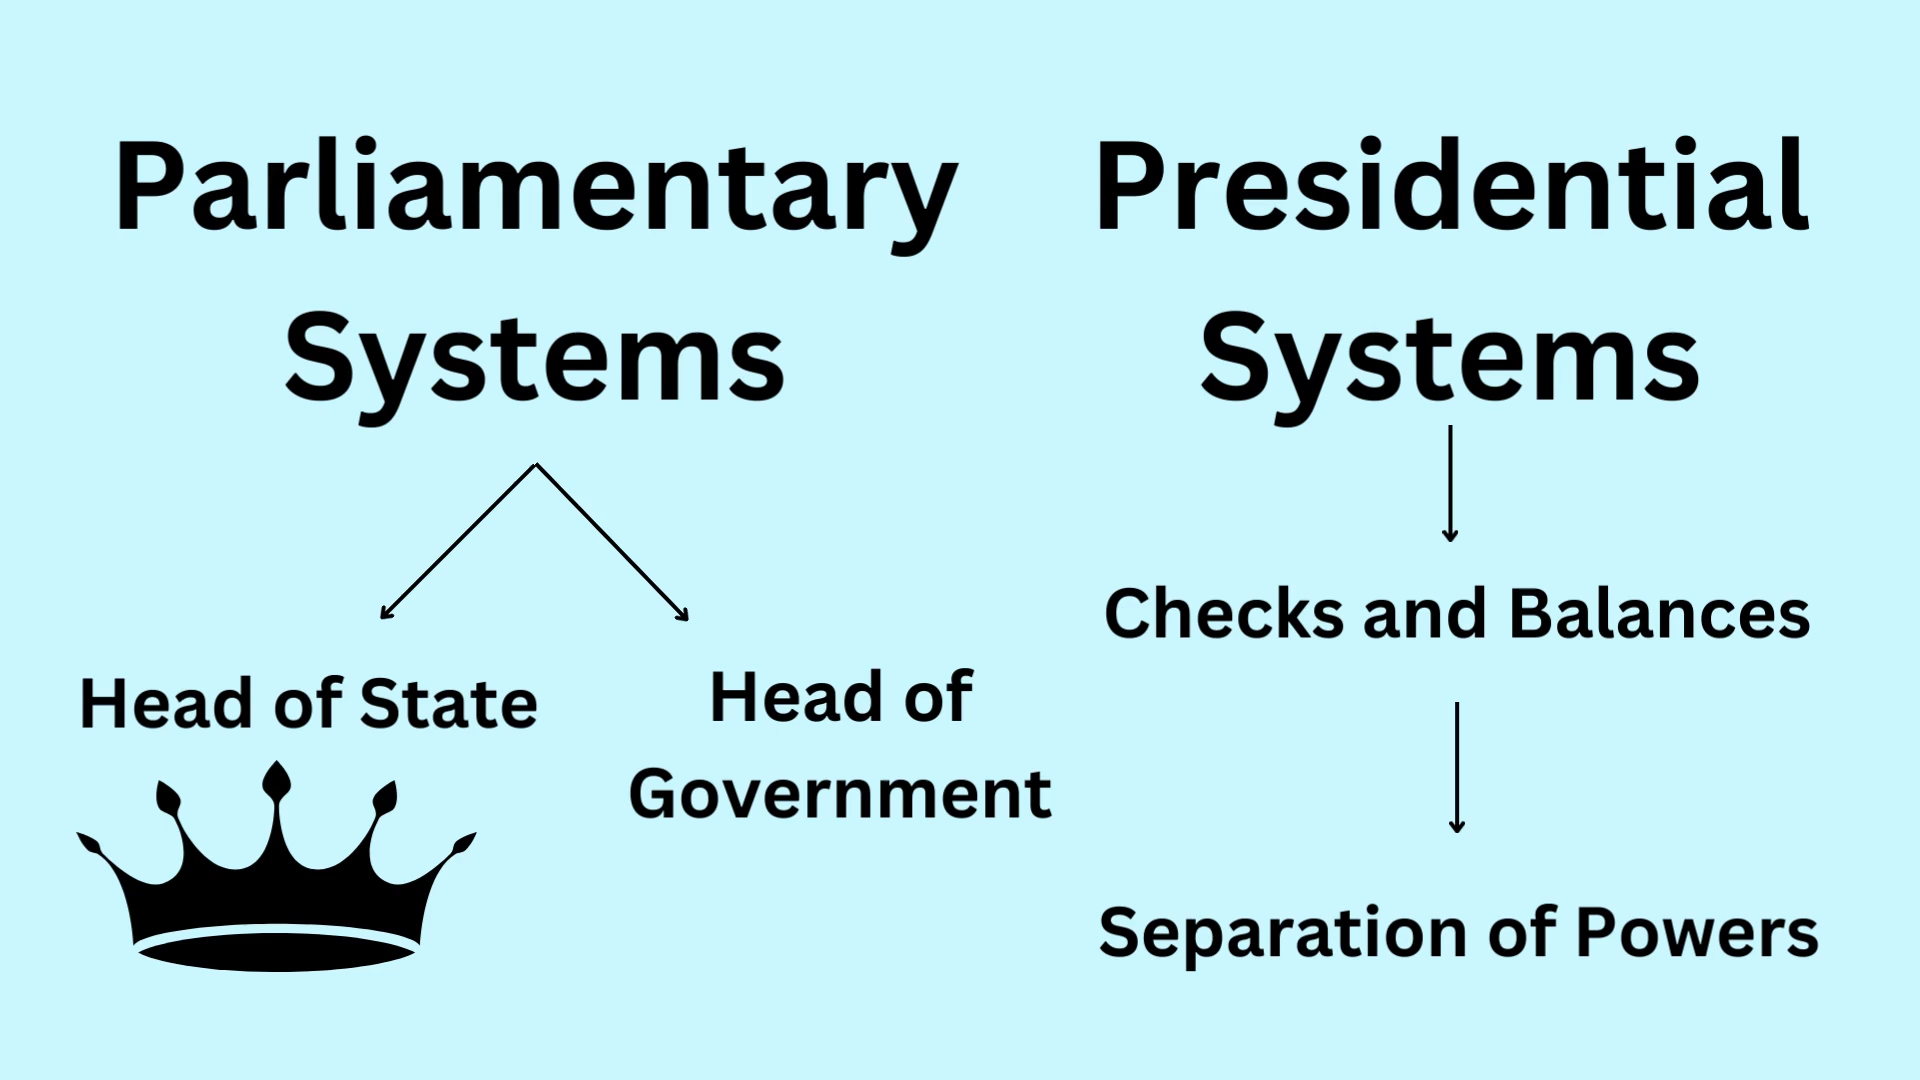 Parliamentary
Systems
Head of State
Head of
Government
Presidential
Systems
Checks and Balances
Separation of Powers